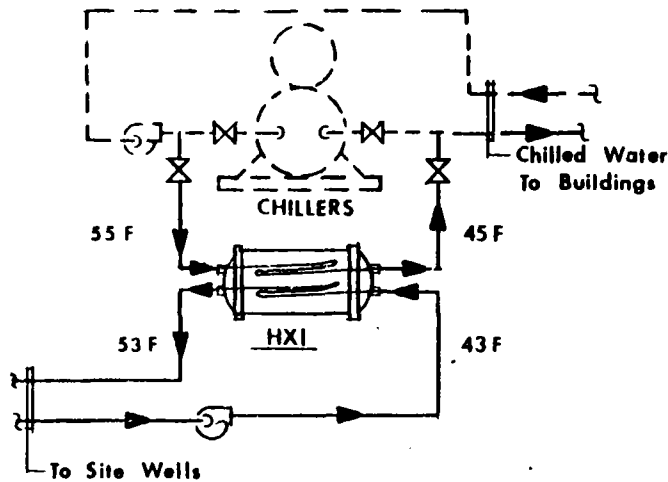 Chilled Water
To Buildings
CHILLERS
55 F
45 F
HX1
53 F
43 F
To Site Wells